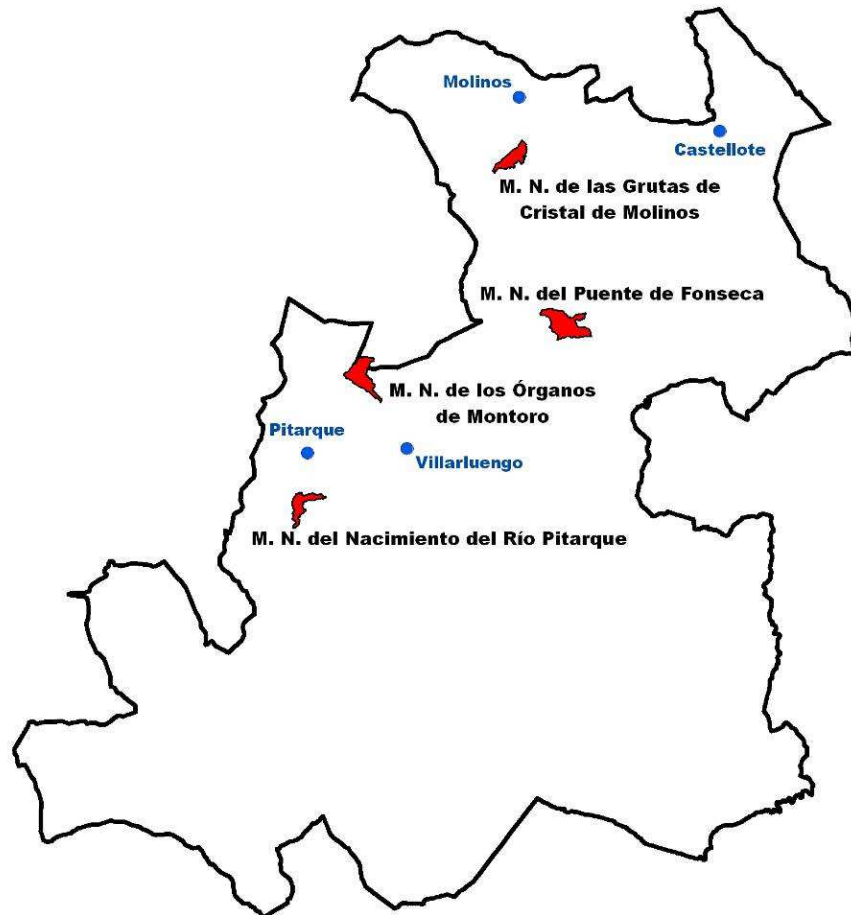 Molinos
Castellote
M. N. de las Grutas de
Cristal de Molinos
M. N. del Puente de Fonseca
M. N. de los Órganos
de Montoro
Pitarque
Villarluengo
M. N. del Nacimiento del Río Pitarque